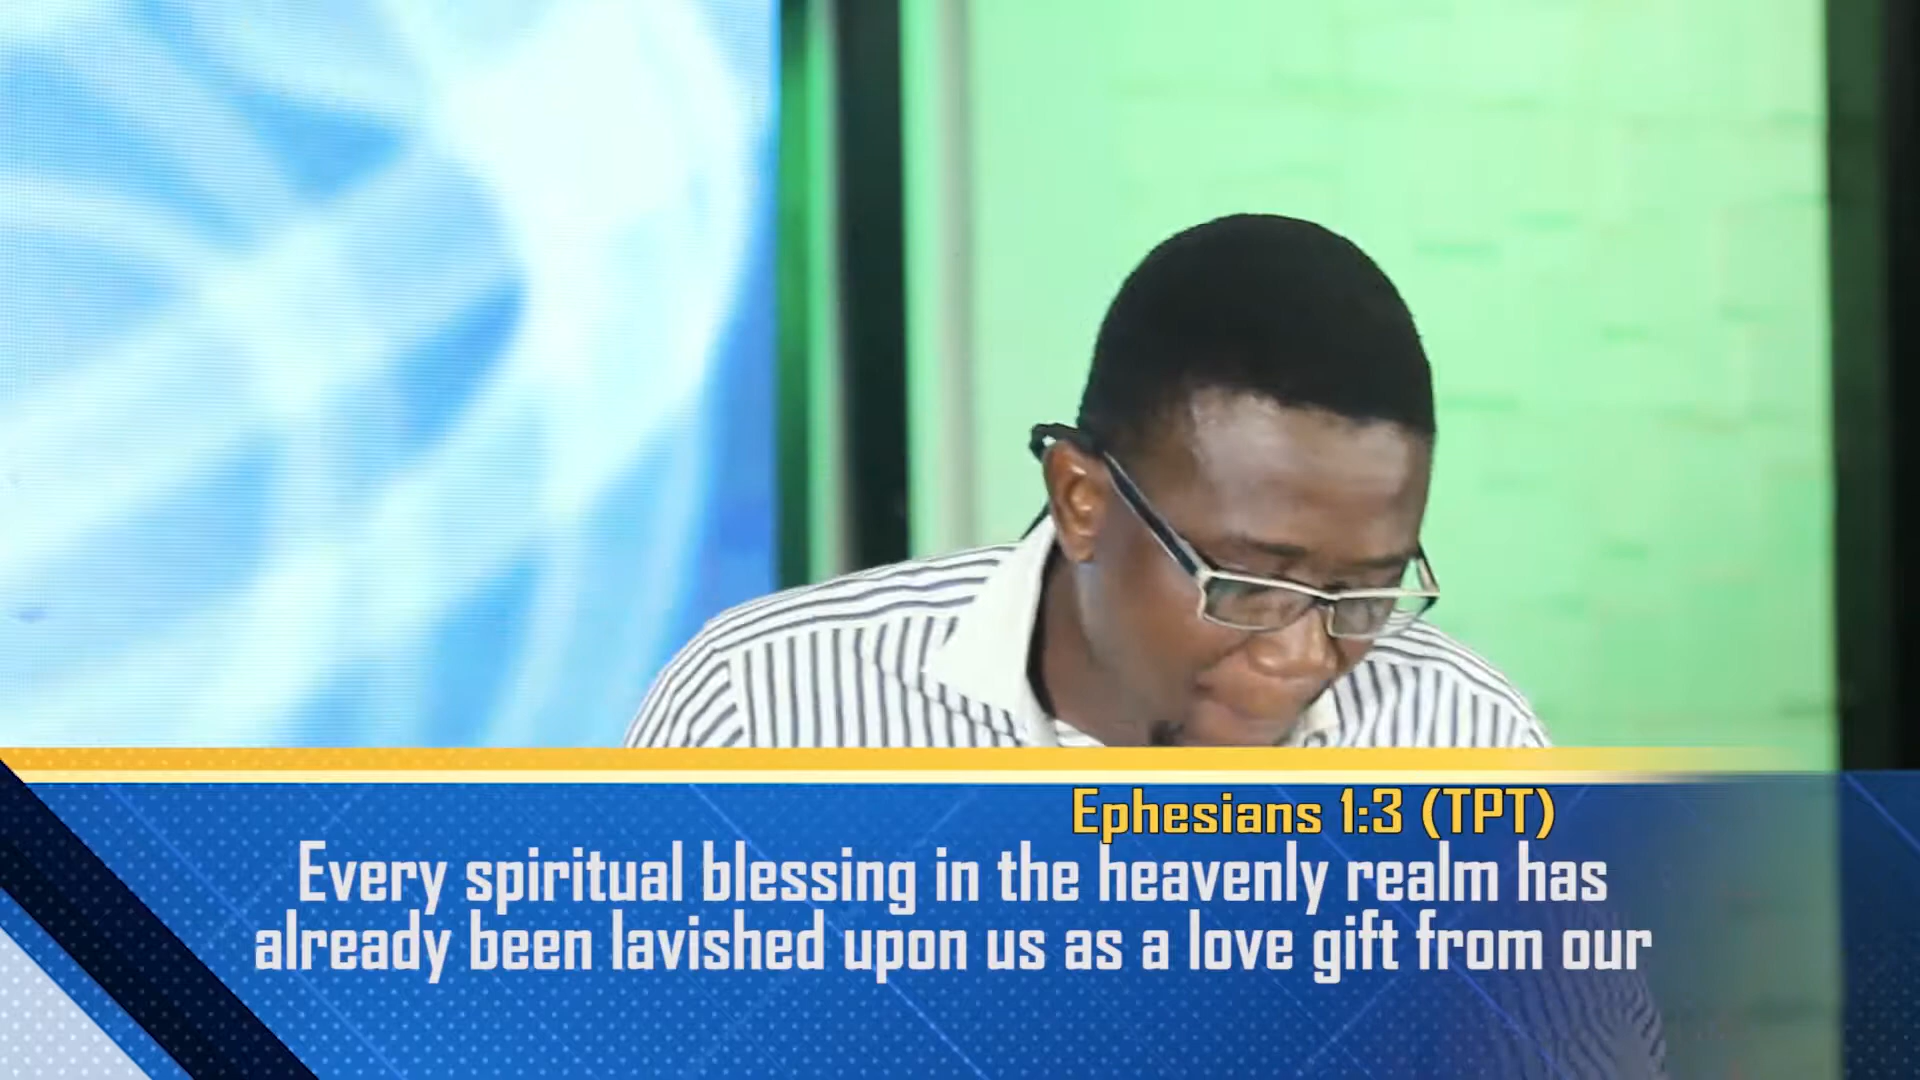 Ephesians 1:3 (TPT)
Every spiritual blessing in the heavenly realm has
already been lavished upon us as a love gift from our